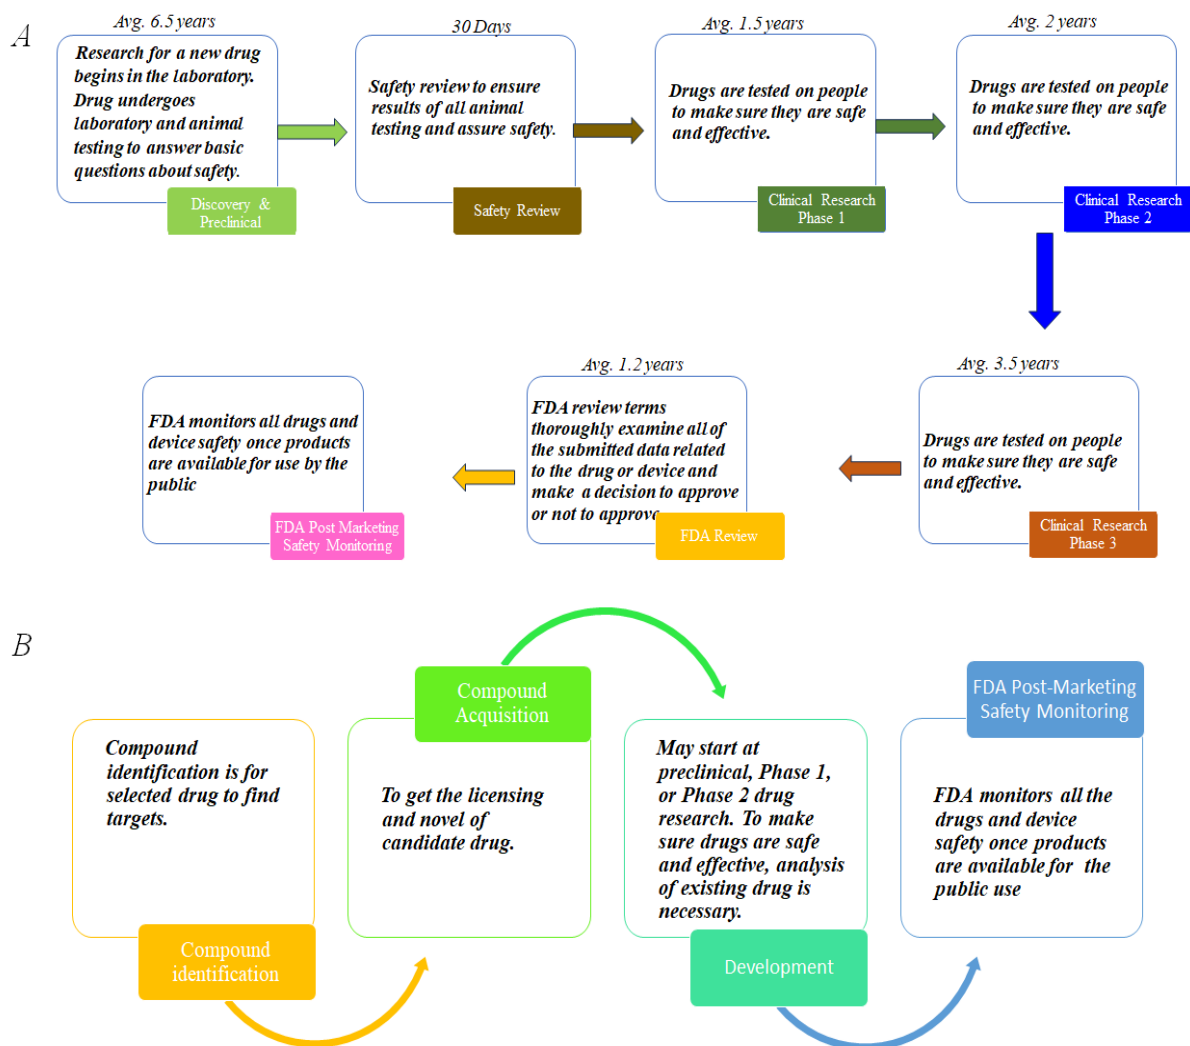 A
Avg. 6.5 years
Research for a new drug
begins in the laboratory.
Drug undergoes
laboratory and animal
testing to answer basic
questions about safety.
Discovery &
Preclinical
30 Days
Safety review to ensure
results of all animal
testing and assure safety.
Safety Review
Avg. 1.5 years
Drugs are tested on people
to make sure they are safe
and effective.
Clinical Research
Phase 1
Avg. 2 years
Drugs are tested on people
to make sure they are safe
and effective.
Clinical Research
Phase 2
Avg. 3.5 years
Drugs are tested on people
to make sure they are safe
and effective.
Clinical Research
Phase 3
Avg. 1.2 years
FDA review terms
thoroughly examine all of
the submitted data related
to the drug or device and
make a decision to approve
or not to approve
FDA Review
FDA monitors all drugs and
device safety once products
are available for use by the
public
FDA Post Marketing
Safety Monitoring
B
Compound
identification is for
selected drug to find
targets.
Compound
identification
Compound
Acquisition
To get the licensing
and novel of
candidate drug.
May start at
preclinical, Phase 1,
or Phase 2 drug
research. To make
sure drugs are safe
and effective, analysis
of existing drug is
necessary.
Development
FDA Post-Marketing
Safety Monitoring
FDA monitors all the
drugs and device
safety once products
are available for the
public use